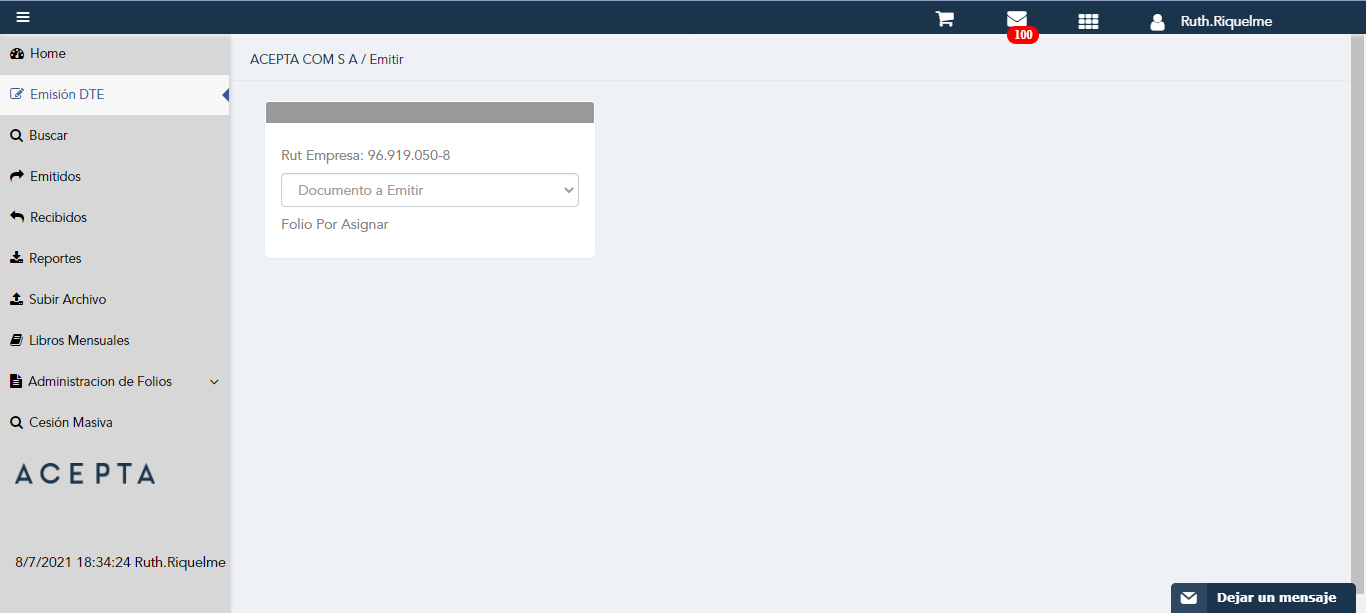 100
Ruth.Riquelme
Home
ACEPTA COM S A / Emitir
Emisión DTE
Buscar
Emitidos
Recibidos
Reportes
Subir Archivo
Libros Mensuales
Administracion de Folios
Cesión Masiva
ACEPTA
8/7/2021 18:34:24 Ruth.Riquelme
Rut Empresa: 96.919.050-8
Documento a Emitir
Folio Por Asignar
Dejar un mensaje